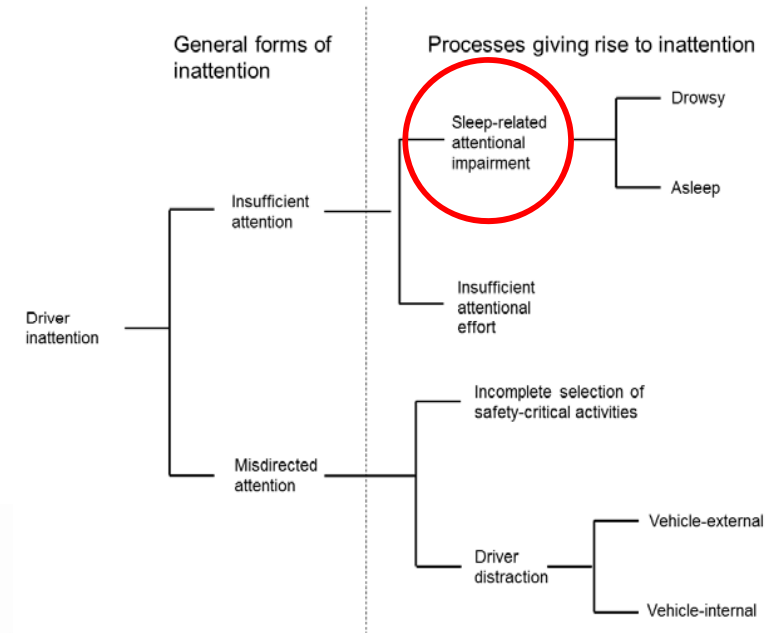 General forms of
inattention
Processes giving rise to inattention
Drowsy
Sleep-related
attentional
impairment
Asleep
Insufficient
attention
Insufficient
attentional
effort
Driver
inattention
Incomplete selection of
safety-critical activities
Misdirected
attention
Vehicle-external
Driver
distraction
Vehicle-internal